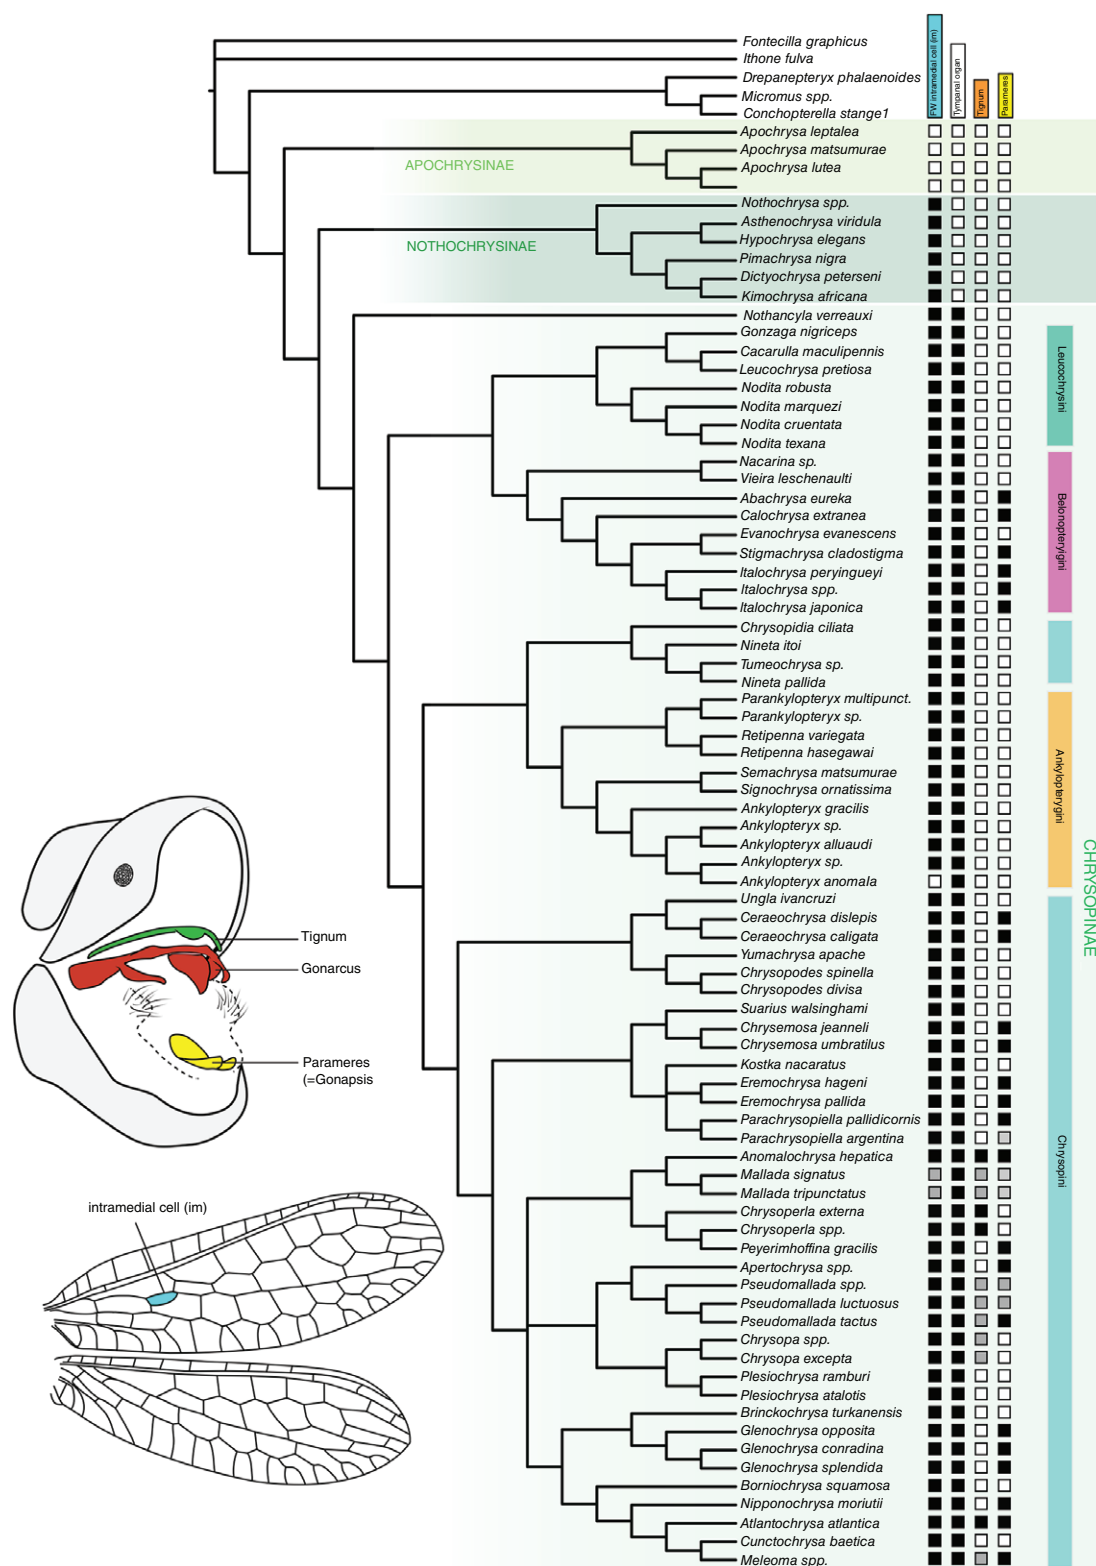 FW intramedial cell (im)
Tympanal organ
Tignum
Parameres
Fontecilla graphicus
Ithone fulva
Drepanepteryx phalaenoides
Micromus spp.
Conchopterella stange1
Apochrysa leptalea
Apochrysa matsumurae
Apochrysa lutea
APOCHRYSINAE
Nothochrysa spp.
Asthenochrysa viridula
Hypochrysa elegans
Pimachrysa nigra
Dictyochrysa peterseni
Kimochrysa africana
NOTHOCHRYSINAE
Nothancyla verreauxi
Gonzaga nigriceps
Cacarulla maculipennis
Leucochrysa pretiosa
Nodita robusta
Nodita marquezi
Nodita cruentata
Nodita texana
Leucochrysini
Nacarina sp.
Vieira leschenaulti
Abachrysa eureka
Calochrysa extranea
Evanochrysa evanescens
Stigmachrysa cladostigma
Italochrysa peryingueyi
Italochrysa spp.
Italochrysa japonica
Belonopteryigini
Chrysopidia ciliata
Nineta itoi
Tumeochrysa sp.
Nineta pallida
Parankylopteryx multipunct.
Parankylopteryx sp.
Retipenna variegata
Retipenna hasegawai
Semachrysa matsumurae
Signochrysa ornatissima
Ankylopteryx gracilis
Ankylopteryx sp.
Ankylopteryx alluaudi
Ankylopteryx sp.
Ankylopteryx anomala
Ankylopterygini
CHRYSOPINAE
Ungla ivancruzi
Ceraeochrysa dislepis
Ceraeochrysa caligata
Yumachrysa apache
Chrysopodes spinella
Chrysopodes divisa
Suarius walsinghami
Chrysemosa jeanneli
Chrysemosa umbratilus
Kostka nacaratus
Eremochrysa hageni
Eremochrysa pallida
Parachrysopiella pallidicornis
Parachrysopiella argentina
Anomalochrysa hepatica
Mallada signatus
Mallada tripunctatus
Chrysoperla externa
Chrysoperla spp.
Peyerimhoffina gracilis
Apertochrysa spp.
Pseudomallada spp.
Pseudomallada luctuosus
Pseudomallada tactus
Chrysopa spp.
Chrysopa excepta
Plesiochrysa ramburi
Plesiochrysa atalotis
Brinckochrysa turkanensis
Glenochrysa opposita
Glenochrysa conradina
Glenochrysa splendida
Borniochrysa squamosa
Nipponochrysa moriutii
Atlantochrysa atlantica
Cunctochrysa baetica
Meleoma spp.
Chrysopini
Tignum
Gonarcus
Parameres
(=Gonapsis
intramedial cell (im)